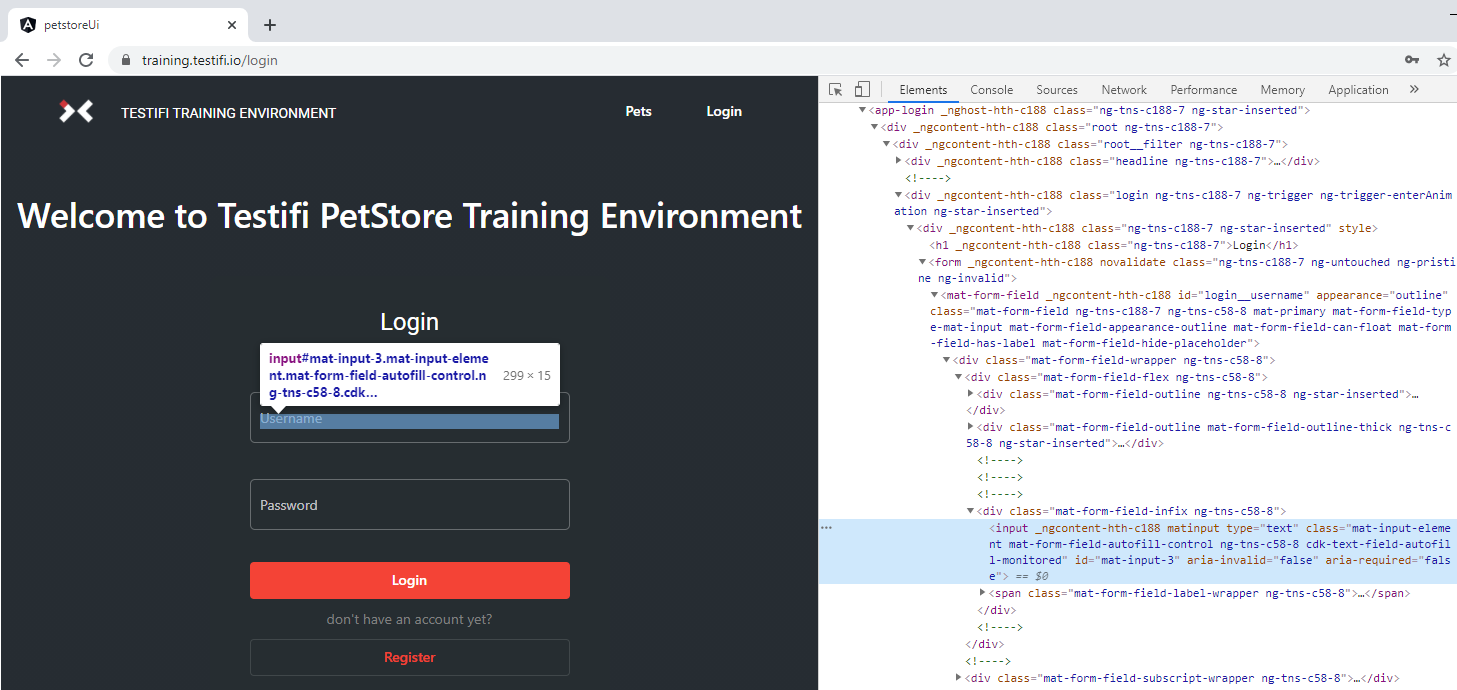 petstoreUi
training.testifi.io/login
TESTIFI TRAINING ENVIRONMENT
Pets
Login
Welcome to Testifi PetStore Training Environment
Login
input#mat-input-3.mat-input-eleme
nt.mat-form-field-autofill-control.n
g-tns-c58-8.cdk...
299 × 15
Username
Password
Login
don't have an account yet?
Register
Elements Console Sources Network Performance Memory Application »
<app-login _nghost-hth-c188 class="ng-tns-c188-7 ng-star-inserted">
<div _ngcontent-hth-c188 class="root ng-tns-c188-7">
<div _ngcontent-hth-c188 class="root__filter ng-tns-c188-7">
<div _ngcontent-hth-c188 class="headline ng-tns-c188-7">…</div>
<!---->
<div _ngcontent-hth-c188 class="login ng-tns-c188-7 ng-trigger ng-trigger-enterAnim
ation ng-star-inserted">
<div _ngcontent-hth-c188 class="ng-tns-c188-7 ng-star-inserted" style>
<h1 _ngcontent-hth-c188 class="ng-tns-c188-7">Login</h1>
<form _ngcontent-hth-c188 novalidate class="ng-tns-c188-7 ng-untouched ng-pristi
ne ng-invalid">
<mat-form-field _ngcontent-hth-c188 id="login__username" appearance="outline"
class="mat-form-field ng-tns-c188-7 ng-tns-c58-8 mat-primary mat-form-field-typ
e-mat-input mat-form-field-appearance-outline mat-form-field-can-float mat-form
-field-has-label mat-form-field-hide-placeholder">
<div class="mat-form-field-wrapper ng-tns-c58-8">
<div class="mat-form-field-flex ng-tns-c58-8">
<div class="mat-form-field-outline ng-tns-c58-8 ng-star-inserted">…
</div>
<div class="mat-form-field-outline mat-form-field-outline-thick ng-tns-c
58-8 ng-star-inserted">…</div>
<!---->
<!---->
<!---->
<div class="mat-form-field-infix ng-tns-c58-8">
<input _ngcontent-hth-c188 matinput type="text" class="mat-input-eleme
nt mat-form-field-autofill-control ng-tns-c58-8 cdk-text-field-autofil
l-monitored" id="mat-input-3" aria-invalid="false" aria-required="fals
e"> == $0
<span class="mat-form-field-label-wrapper ng-tns-c58-8">…</span>
</div>
<!---->
</div>
<!---->
<div class="mat-form-field-subscript-wrapper ng-tns-c58-8">…</div>